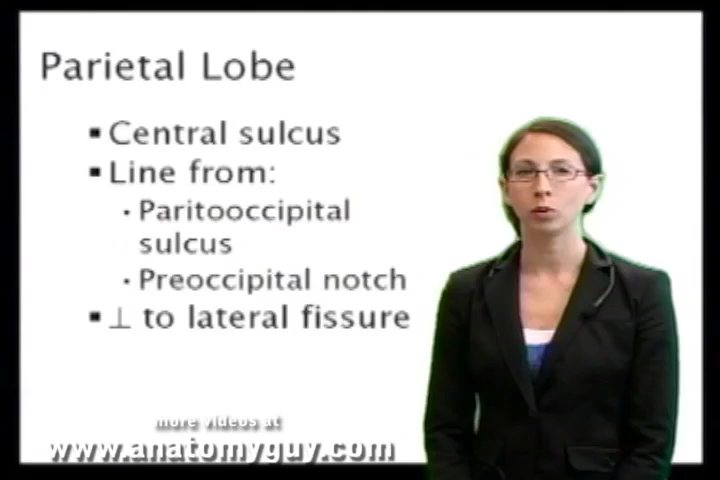 Parietal Lobe
▪ Central sulcus
▪ Line from:
• Paritooccipital
sulcus
• Preoccipital notch
▪ ⊥ to lateral fissure
more videos at
www.anatomyguy.com